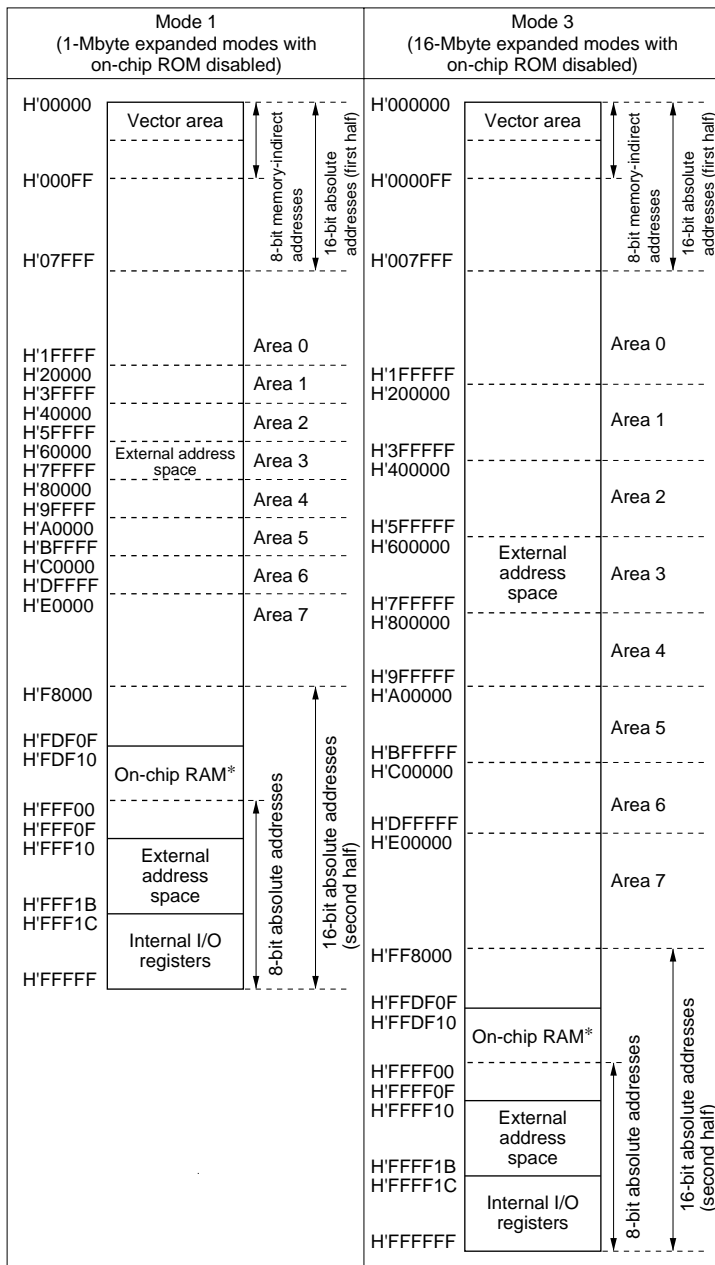 Mode 1
(1-Mbyte expanded modes with
on-chip ROM disabled)
H'00000
Vector area
H'000FF
8-bit memory-indirect
addresses
16-bit absolute
addresses (first half)
H'07FFF
H'1FFFF
Area 0
H'20000
H'3FFFF
Area 1
H'40000
H'5FFFF
Area 2
H'60000
H'7FFFF
External address
space
Area 3
H'80000
H'9FFFF
Area 4
H'A0000
H'BFFFF
Area 5
H'C0000
H'DFFFF
Area 6
H'E0000
Area 7
H'F8000
H'FDF0F
H'FDF10
On-chip RAM*
H'FFF00
H'FFF0F
H'FFF10
External
address
space
H'FFF1B
H'FFF1C
Internal I/O
registers
H'FFFFF
8-bit absolute addresses
16-bit absolute addresses
(second half)
Mode 3
(16-Mbyte expanded modes with
on-chip ROM disabled)
H'000000
Vector area
H'0000FF
8-bit memory-indirect
addresses
16-bit absolute
addresses (first half)
H'007FFF
Area 0
H'1FFFFF
H'200000
Area 1
H'3FFFFF
H'400000
Area 2
H'5FFFFF
H'600000
External
address
space
Area 3
H'7FFFFF
H'800000
Area 4
H'9FFFFF
H'A00000
Area 5
H'BFFFFF
H'C00000
Area 6
H'DFFFFF
H'E00000
Area 7
H'FF8000
H'FFDF0F
H'FFDF10
On-chip RAM*
H'FFFF00
H'FFFF0F
H'FFFF10
External
address
space
H'FFFF1B
H'FFFF1C
Internal I/O
registers
H'FFFFFF
8-bit absolute addresses
16-bit absolute addresses
(second half)